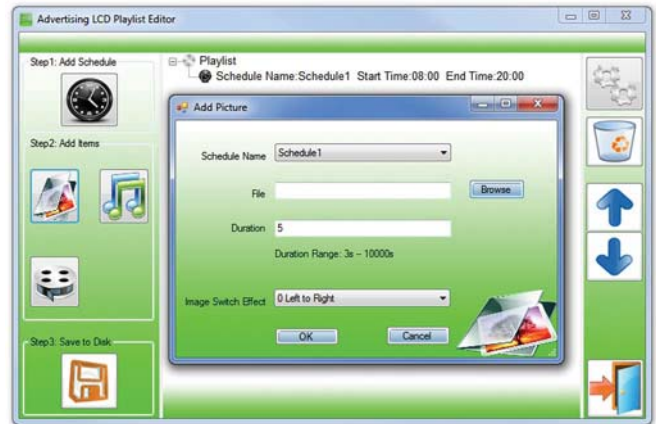 Advertising LCD Playlist Editor
Step1: Add Schedule
Playlist
Schedule Name:Schedule1 Start Time:08:00 End Time:20:00
Add Picture
Step2: Add Items
Schedule Name Schedule1
File Browse
Duration 5
Duration Range: 3s – 10000s
Image Switch Effect 0 Left to Right
OK Cancel
Step3: Save to Disk